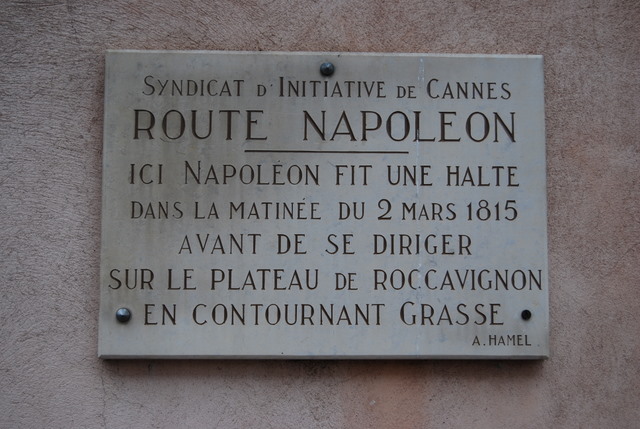 SYNDICAT D'INITIATIVE DE CANNES
ROUTE NAPOLEON
ICI NAPOLÉON FIT UNE HALTE
DANS LA MATINÉE DU 2 MARS 1815
AVANT DE SE DIRIGER
SUR LE PLATEAU DE ROCCAVIGNON
EN CONTOURNANT GRASSE
A. HAMEL